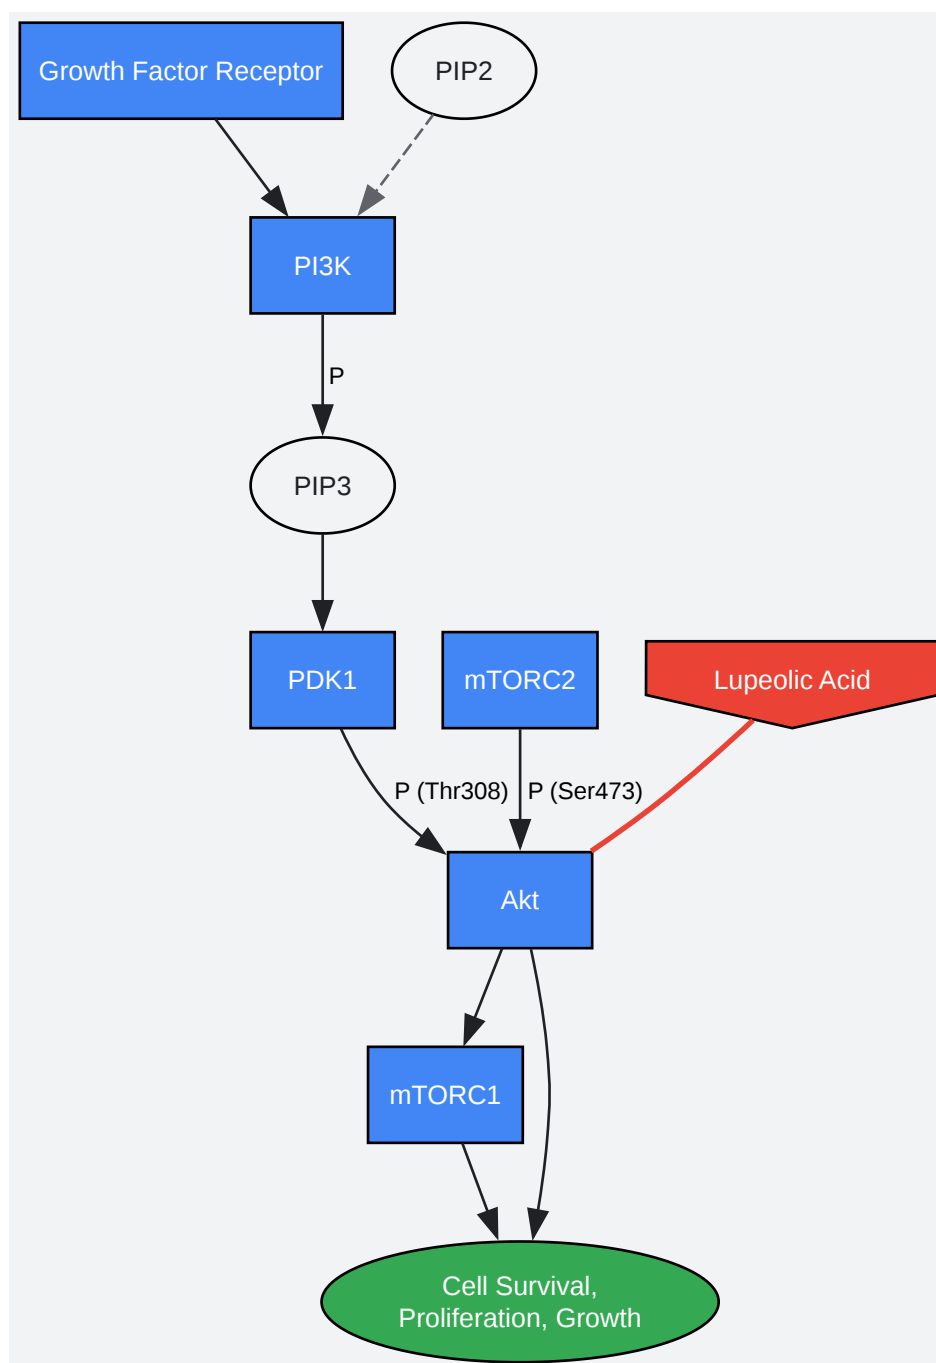 Growth Factor Receptor
PIP2
PI3K
P
PIP3
PDK1
mTORC2
Lupeolic Acid
P (Thr308)
P (Ser473)
Akt
mTORC1
Cell Survival,
Proliferation, Growth